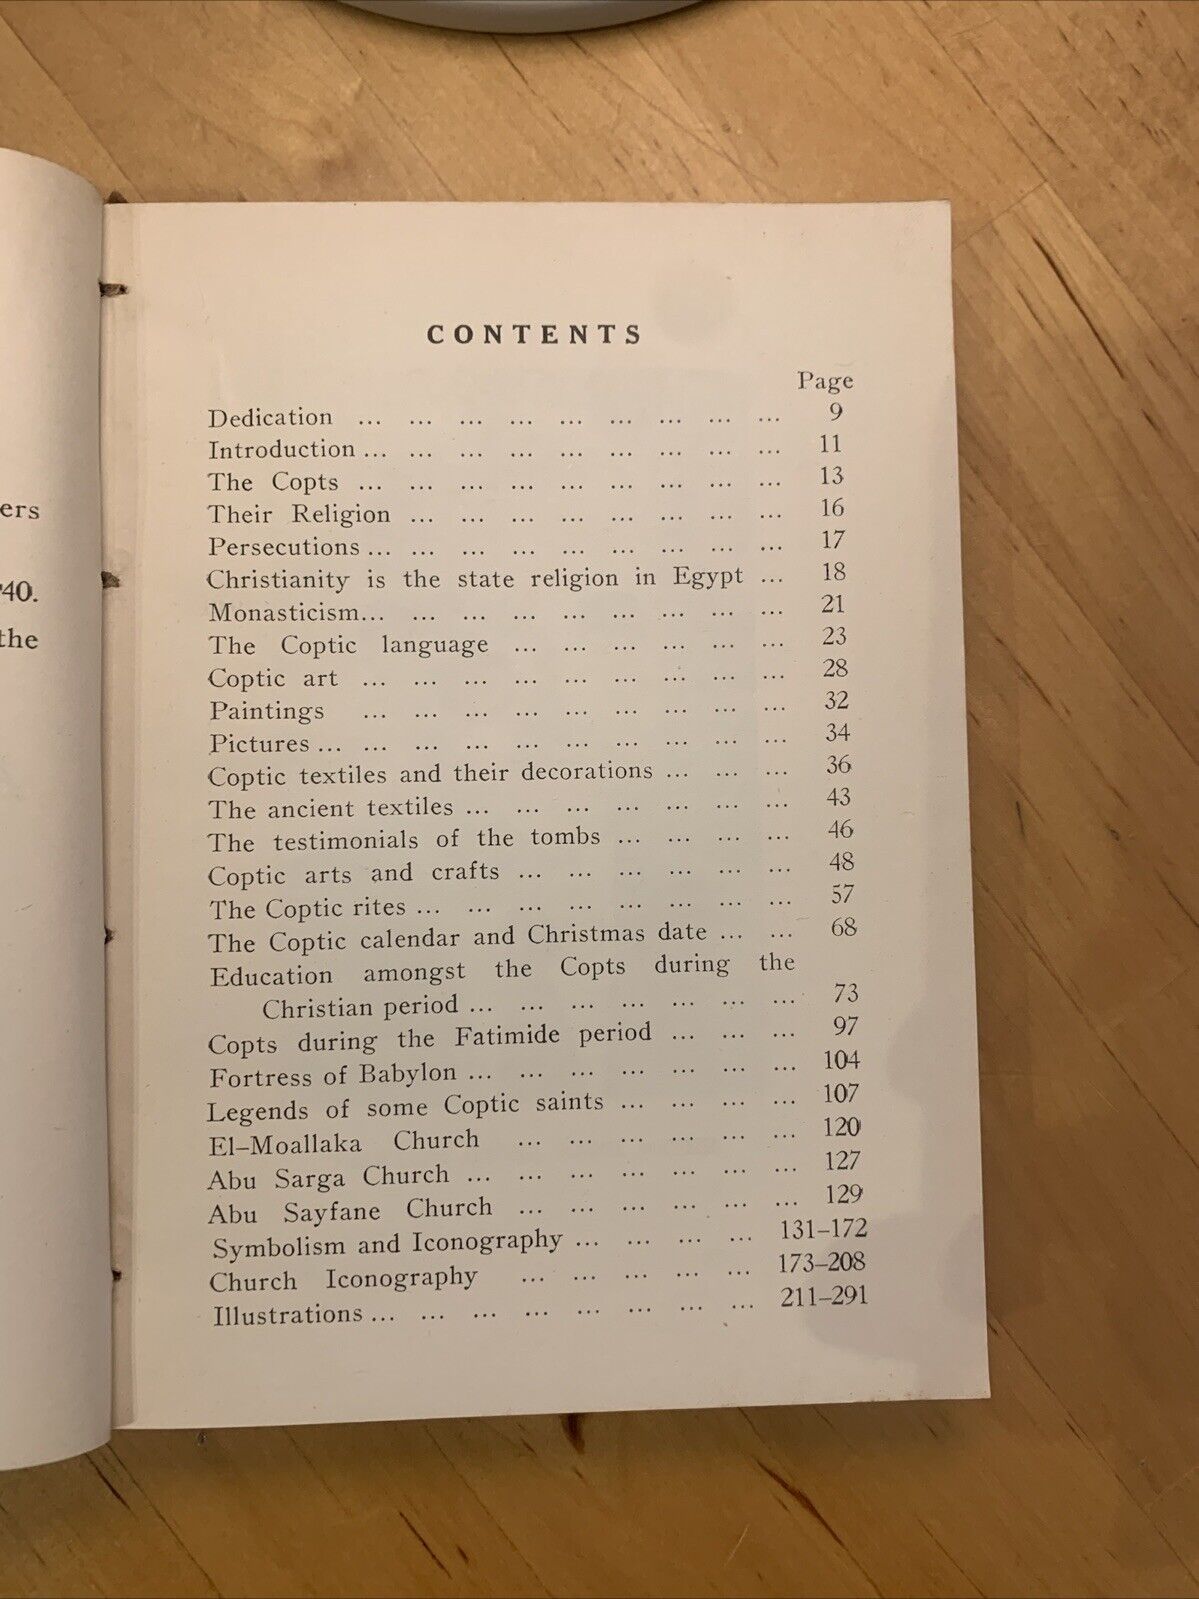 ers
'40.
the
CONTENTS
Page
Dedication ... ... ... ... ... ... ... ... ... 9
Introduction ... ... ... ... ... ... ... ... ... 11
The Copts ... ... ... ... ... ... ... ... ... 13
Their Religion ... ... ... ... ... ... ... ... 16
Persecutions ... ... ... ... ... ... ... ... ... 17
Christianity is the state religion in Egypt ... 18
Monasticism... ... ... ... ... ... ... ... ... 21
The Coptic language ... ... ... ... ... ... 23
Coptic art ... ... ... ... ... ... ... ... ... 28
Paintings ... ... ... ... ... ... ... ... ... 32
Pictures ... ... ... ... ... ... ... ... ... ... 34
Coptic textiles and their decorations ... ... ... 36
The ancient textiles ... ... ... ... ... ... ... 43
The testimonials of the tombs ... ... ... ... 46
Coptic arts and crafts ... ... ... ... ... ... 48
The Coptic rites ... ... ... ... ... ... ... ... 57
The Coptic calendar and Christmas date ... ... 68
Education amongst the Copts during the
Christian period ... ... ... ... ... ... ... 73
Copts during the Fatimide period ... ... ... 97
Fortress of Babylon ... ... ... ... ... ... ... 104
Legends of some Coptic saints ... ... ... ... 107
El-Moallaka Church ... ... ... ... ... ... 120
Abu Sarga Church ... ... ... ... ... ... ... 127
Abu Sayfane Church ... ... ... ... ... ... 129
Symbolism and Iconography ... ... ... ... 131–172
Church Iconography ... ... ... ... ... 173–208
Illustrations ... ... ... ... ... ... ... ... 211–291